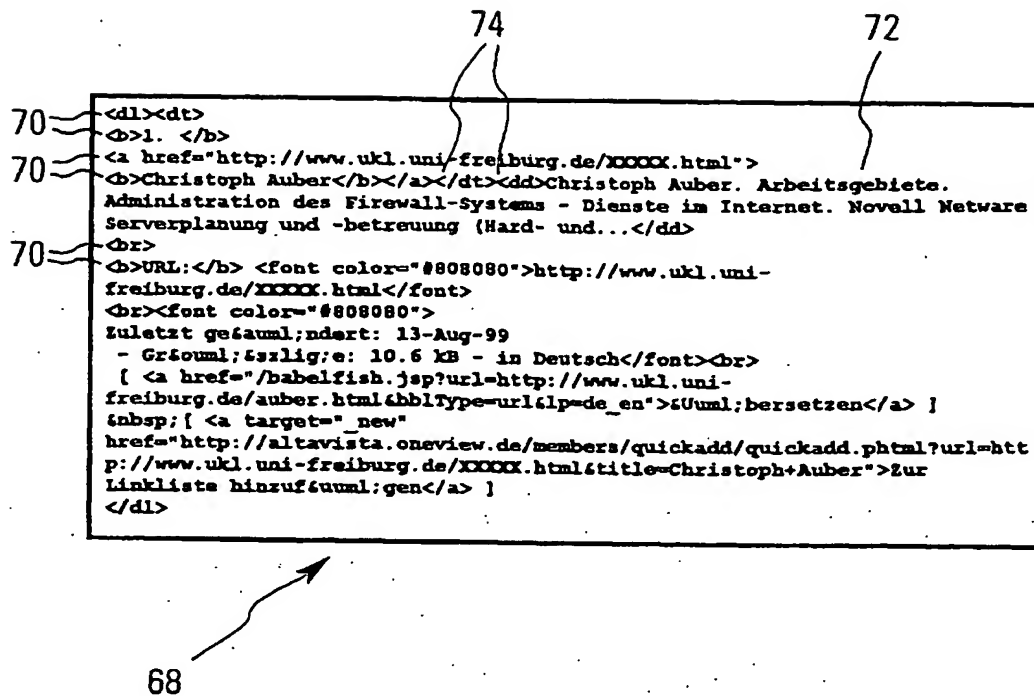 74 72
70 <dl><dt>
70 <b>1. </b>
70 <a href="http://www.ukl.uni-freiburg.de/XXXXX.html">
70 <b>Christoph Auber</b></a></dt><dd>Christoph Auber. Arbeitsgebiete.
Administration des Firewall-Systems - Dienste im Internet. Novell Netware
Serverplanung und -betreuung (Hard- und...</dd>
70 <br>
70 <b>URL:</b> <font color="#808080">http://www.ukl.uni-
freiburg.de/XXXXX.html</font>
<br><font color="#808080">
Zuletzt ge&auml;ndert: 13-Aug-99
- Gr&ouml;&szlig;e: 10.6 kB - in Deutsch</font><br>
[ <a href="/babelfish.jsp?url=http://www.ukl.uni-
freiburg.de/auber.html&bblType=url&lp=de_en">&Uuml;bersetzen</a> ]
&nbsp;[ <a target="_new"
href="http://altavista.oneview.de/members/quickadd/quickadd.phtml?url=htt
p://www.ukl.uni-freiburg.de/XXXXX.html&title=Christoph+Auber">Zur
Linkliste hinzuf&uuml;gen</a> ]
</dl>
68